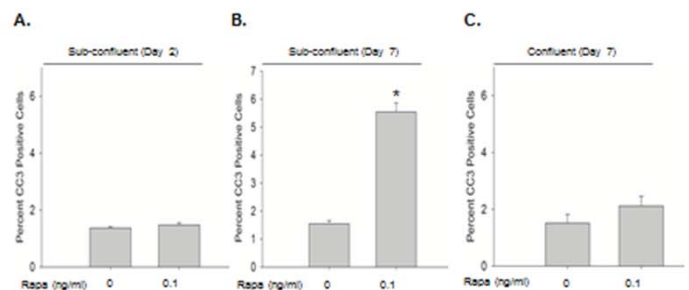 A.
Sub-confluent (Day 2)
Percent CC3 Positive Cells
6
4
2
0
Rapa (ng/ml) 0 0.1
B.
Sub-confluent (Day 7)
Percent CC3 Positive Cells
7
6
5
4
3
2
1
0
*
Rapa (ng/ml) 0 0.1
C.
Confluent (Day 7)
Percent CC3 Positive Cells
6
4
2
0
Rapa (ng/ml) 0 0.1